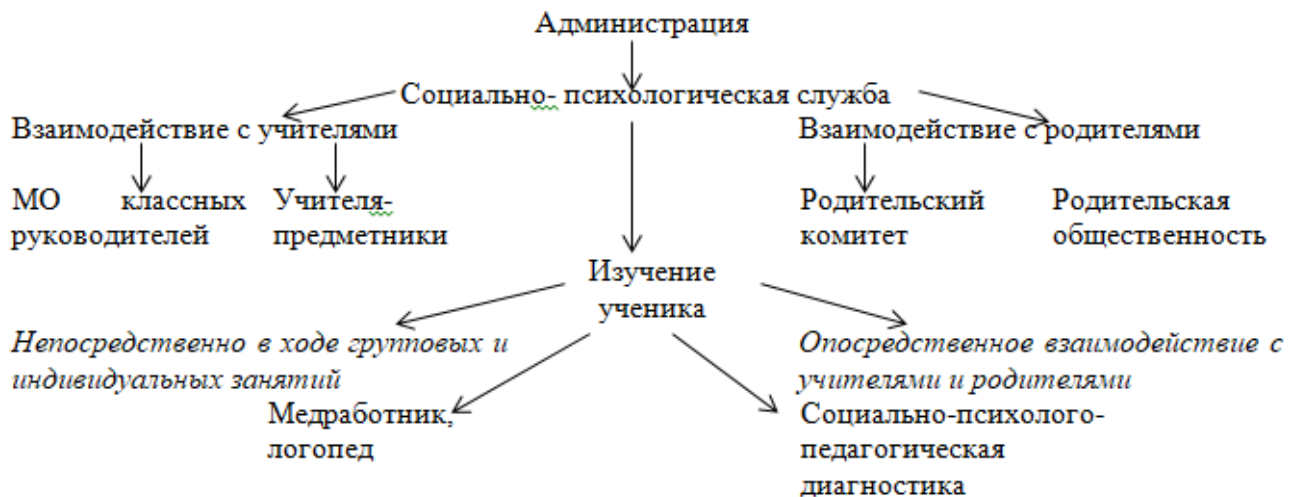 Администрация
Социально- психологическая служба
Взаимодействие с учителями
Взаимодействие с родителями
МО классных
руководителей
Учителя-
предметники
Родительский
комитет
Родительская
общественность
Изучение
ученика
Непосредственно в ходе групповых и
индивидуальных занятий
Опосредственное взаимодействие с
учителями и родителями
Медработник,
логопед
Социально-психолого-
педагогическая
диагностика